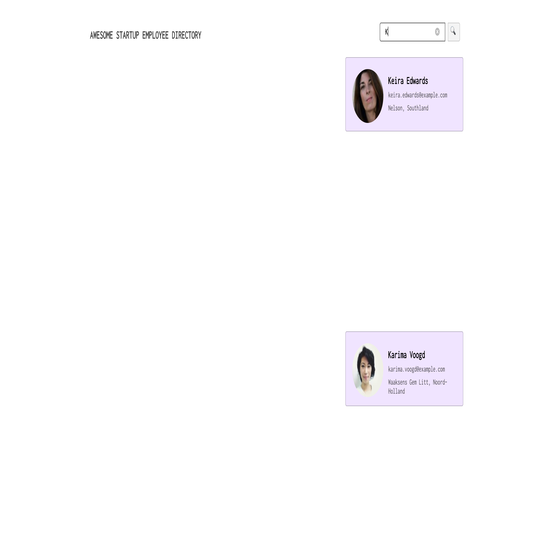 AWESOME STARTUP EMPLOYEE DIRECTORY
K
Keira Edwards
keira.edwards@example.com
Nelson, Southland
Karima Voogd
karima.voogd@example.com
Waaksens Gem Litt, Noord-
Holland